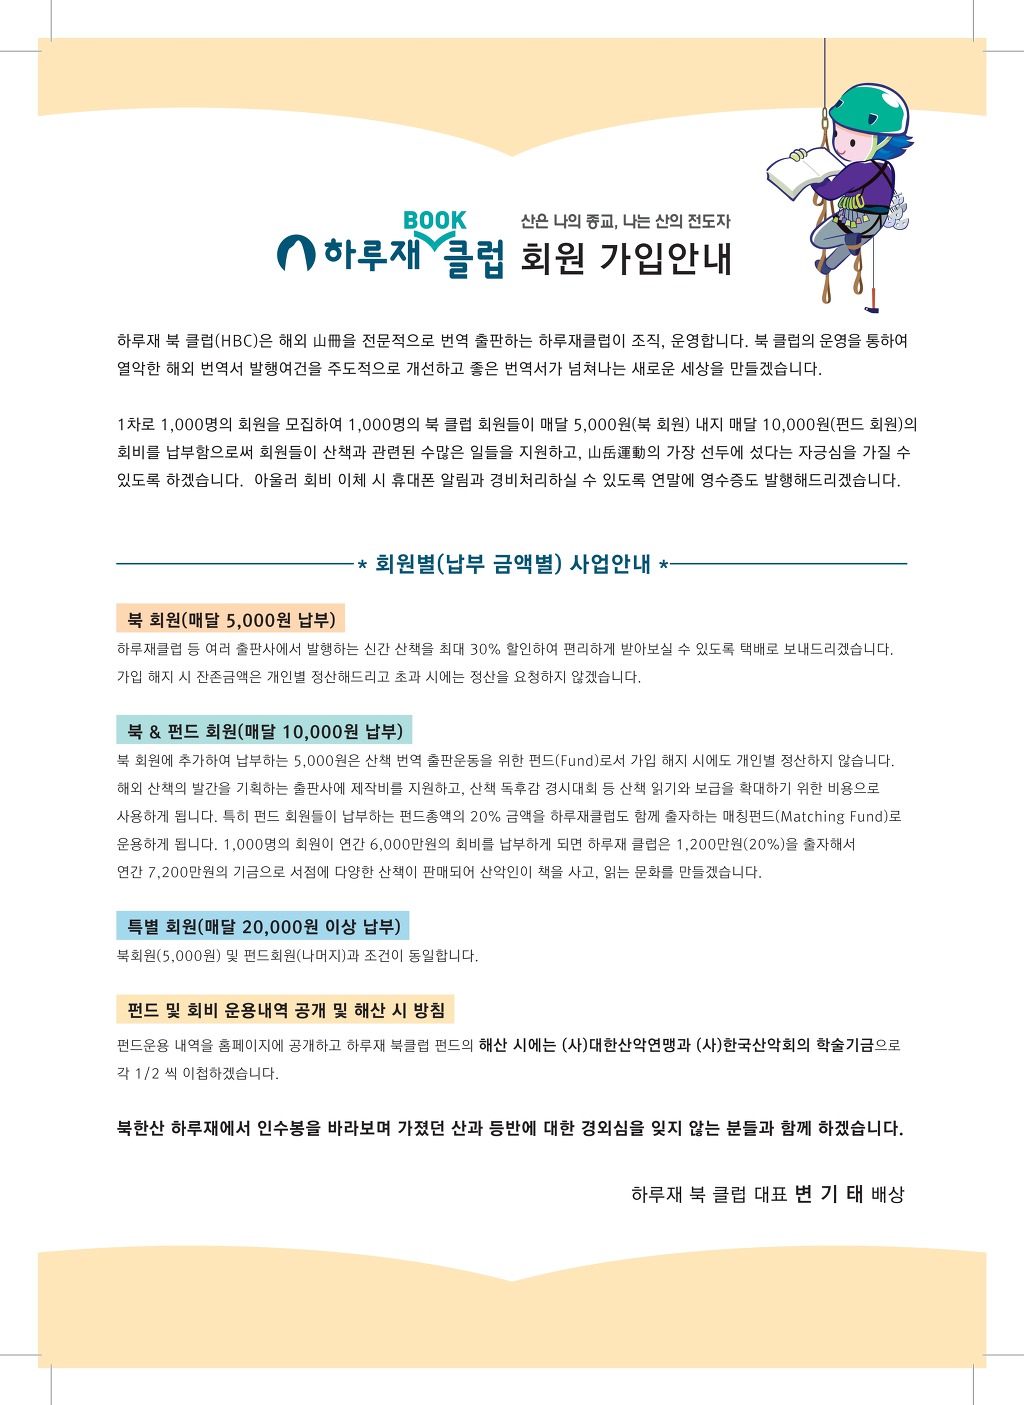 산은 나의 종교, 나는 산의 전도자
하루재 BOOK 클럽 회원 가입안내
하루재 북 클럽(HBC)은 해외 山冊을 전문적으로 번역 출판하는 하루재클럽이 조직, 운영합니다. 북 클럽의 운영을 통하여
열악한 해외 번역서 발행여건을 주도적으로 개선하고 좋은 번역서가 넘쳐나는 새로운 세상을 만들겠습니다.
1차로 1,000명의 회원을 모집하여 1,000명의 북 클럽 회원들이 매달 5,000원(북 회원) 내지 매달 10,000원(펀드 회원)의
회비를 납부함으로써 회원들이 산책과 관련된 수많은 일들을 지원하고, 山岳運動의 가장 선두에 섰다는 자긍심을 가질 수
있도록 하겠습니다. 아울러 회비 이체 시 휴대폰 알림과 경비처리하실 수 있도록 연말에 영수증도 발행해드리겠습니다.
* 회원별(납부 금액별) 사업안내 *
북 회원(매달 5,000원 납부)
하루재클럽 등 여러 출판사에서 발행하는 신간 산책을 최대 30% 할인하여 편리하게 받아보실 수 있도록 택배로 보내드리겠습니다.
가입 해지 시 잔존금액은 개인별 정산해드리고 초과 시에는 정산을 요청하지 않겠습니다.
북 & 펀드 회원(매달 10,000원 납부)
북 회원에 추가하여 납부하는 5,000원은 산책 번역 출판운동을 위한 펀드(Fund)로서 가입 해지 시에도 개인별 정산하지 않습니다.
해외 산책의 발간을 기획하는 출판사에 제작비를 지원하고, 산책 독후감 경시대회 등 산책 읽기와 보급을 확대하기 위한 비용으로
사용하게 됩니다. 특히 펀드 회원들이 납부하는 펀드총액의 20% 금액을 하루재클럽도 함께 출자하는 매칭펀드(Matching Fund)로
운용하게 됩니다. 1,000명의 회원이 연간 6,000만원의 회비를 납부하게 되면 하루재 클럽은 1,200만원(20%)을 출자해서
연간 7,200만원의 기금으로 서점에 다양한 산책이 판매되어 산악인이 책을 사고, 읽는 문화를 만들겠습니다.
특별 회원(매달 20,000원 이상 납부)
북회원(5,000원) 및 펀드회원(나머지)과 조건이 동일합니다.
펀드 및 회비 운용내역 공개 및 해산 시 방침
펀드운용 내역을 홈페이지에 공개하고 하루재 북클럽 펀드의 해산 시에는 (사)대한산악연맹과 (사)한국산악회의 학술기금으로
각 1/2 씩 이첩하겠습니다.
북한산 하루재에서 인수봉을 바라보며 가졌던 산과 등반에 대한 경외심을 잊지 않는 분들과 함께 하겠습니다.
하루재 북 클럽 대표 변 기 태 배상